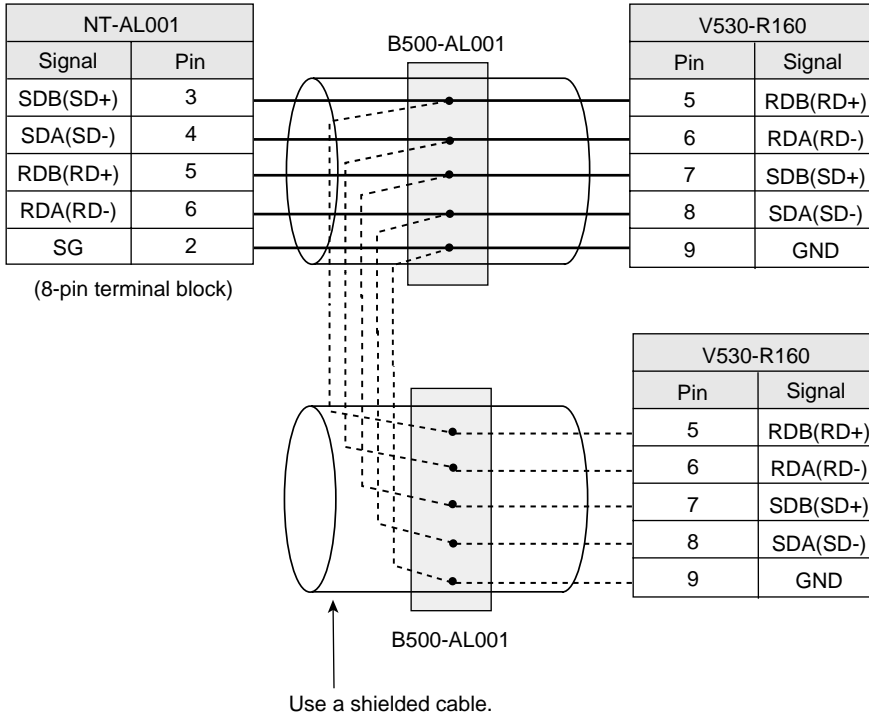 NT-AL001
Signal Pin
SDB(SD+) 3
SDA(SD-) 4
RDB(RD+) 5
RDA(RD-) 6
SG 2
(8-pin terminal block)
B500-AL001
V530-R160
Pin Signal
5 RDB(RD+)
6 RDA(RD-)
7 SDB(SD+)
8 SDA(SD-)
9 GND
V530-R160
Pin Signal
5 RDB(RD+)
6 RDA(RD-)
7 SDB(SD+)
8 SDA(SD-)
9 GND
B500-AL001
Use a shielded cable.